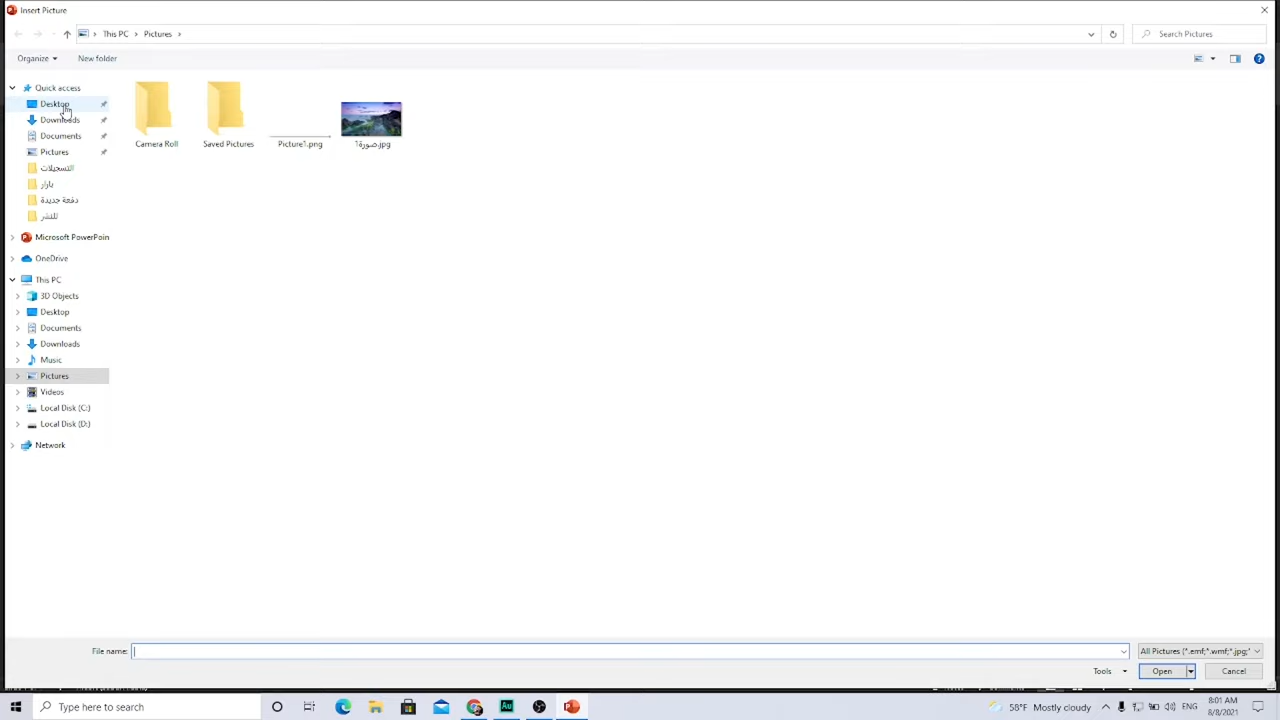 Insert Picture
This PC
Pictures
Search Pictures
Organize
New folder
Quick access
Desktop
Downloads
Documents
Pictures
التسجيلات
بازار
دفعة جديدة
للنشر
Microsoft PowerPoin
OneDrive
This PC
3D Objects
Desktop
Documents
Downloads
Music
Pictures
Videos
Local Disk (C:)
Local Disk (D:)
Network
Camera Roll
Saved Pictures
Picture1.png
صورة1.jpg
File name:
All Pictures (*.emf;*.wmf;*.jpg;*
Tools
Open
Cancel
Type here to search
Au
58°F Mostly cloudy
8:01 AM
8/8/2021